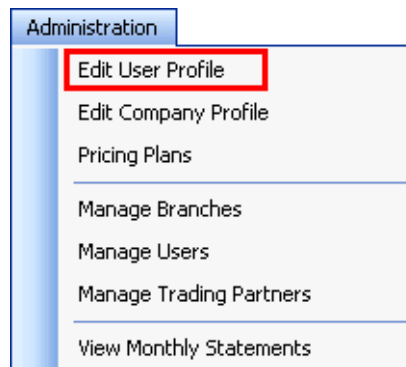 Administration
Edit User Profile
Edit Company Profile
Pricing Plans
Manage Branches
Manage Users
Manage Trading Partners
View Monthly Statements